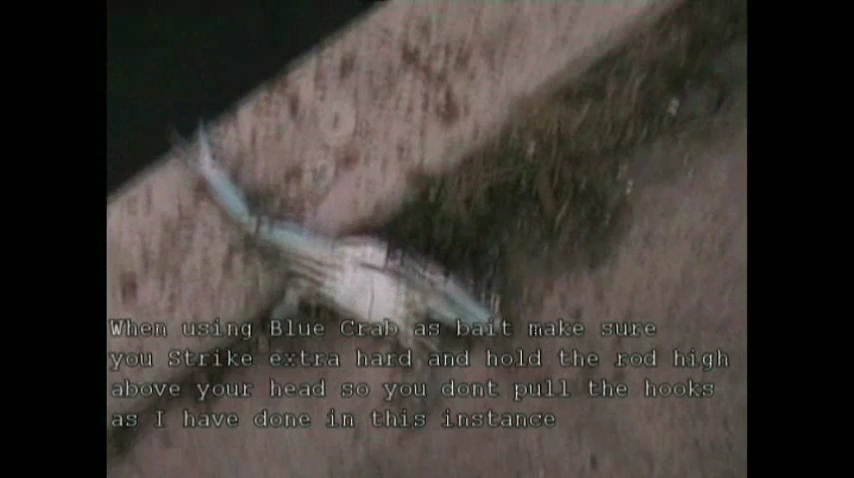 When using Blue Crab as bait make sure
you Strike extra hard and hold the rod high
above your head so you dont pull the hooks
as I have done in this instance